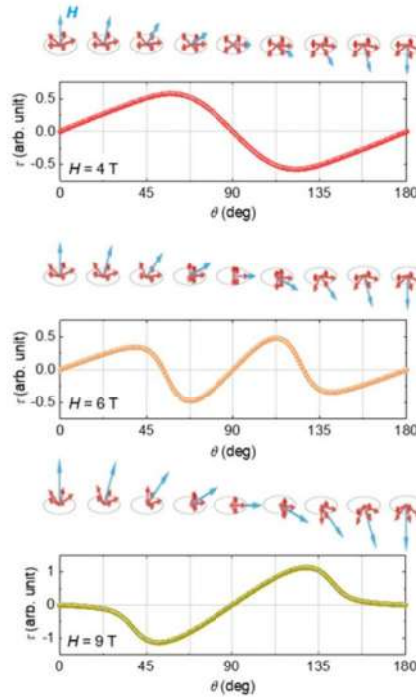 H
τ (arb. unit)
0.5
0.0
-0.5
H = 4 T
0 45 90 135 180
θ (deg)
τ (arb. unit)
0.5
0.0
-0.5
H = 6 T
0 45 90 135 180
θ (deg)
τ (arb. unit)
1
0
-1
H = 9 T
0 45 90 135 180
θ (deg)